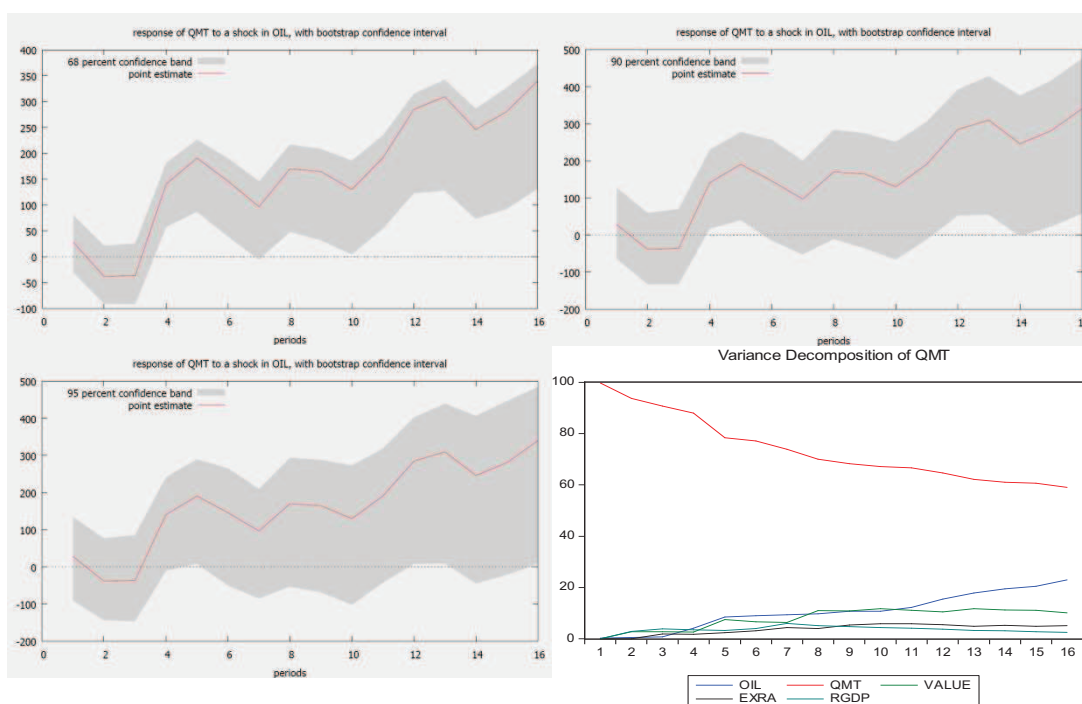 response of QMT to a shock in OIL, with bootstrap confidence interval
68 percent confidence band
point estimate
400
350
300
250
200
150
100
50
0
-50
-100
0 2 4 6 8 10 12 14 16
periods
response of QMT to a shock in OIL, with bootstrap confidence interval
90 percent confidence band
point estimate
500
400
300
200
100
0
-100
-200
0 2 4 6 8 10 12 14 16
periods
response of QMT to a shock in OIL, with bootstrap confidence interval
95 percent confidence band
point estimate
500
400
300
200
100
0
-100
-200
0 2 4 6 8 10 12 14 16
periods
Variance Decomposition of QMT
100
80
60
40
20
0
1 2 3 4 5 6 7 8 9 10 11 12 13 14 15 16
OIL QMT VALUE
EXRA RGDP